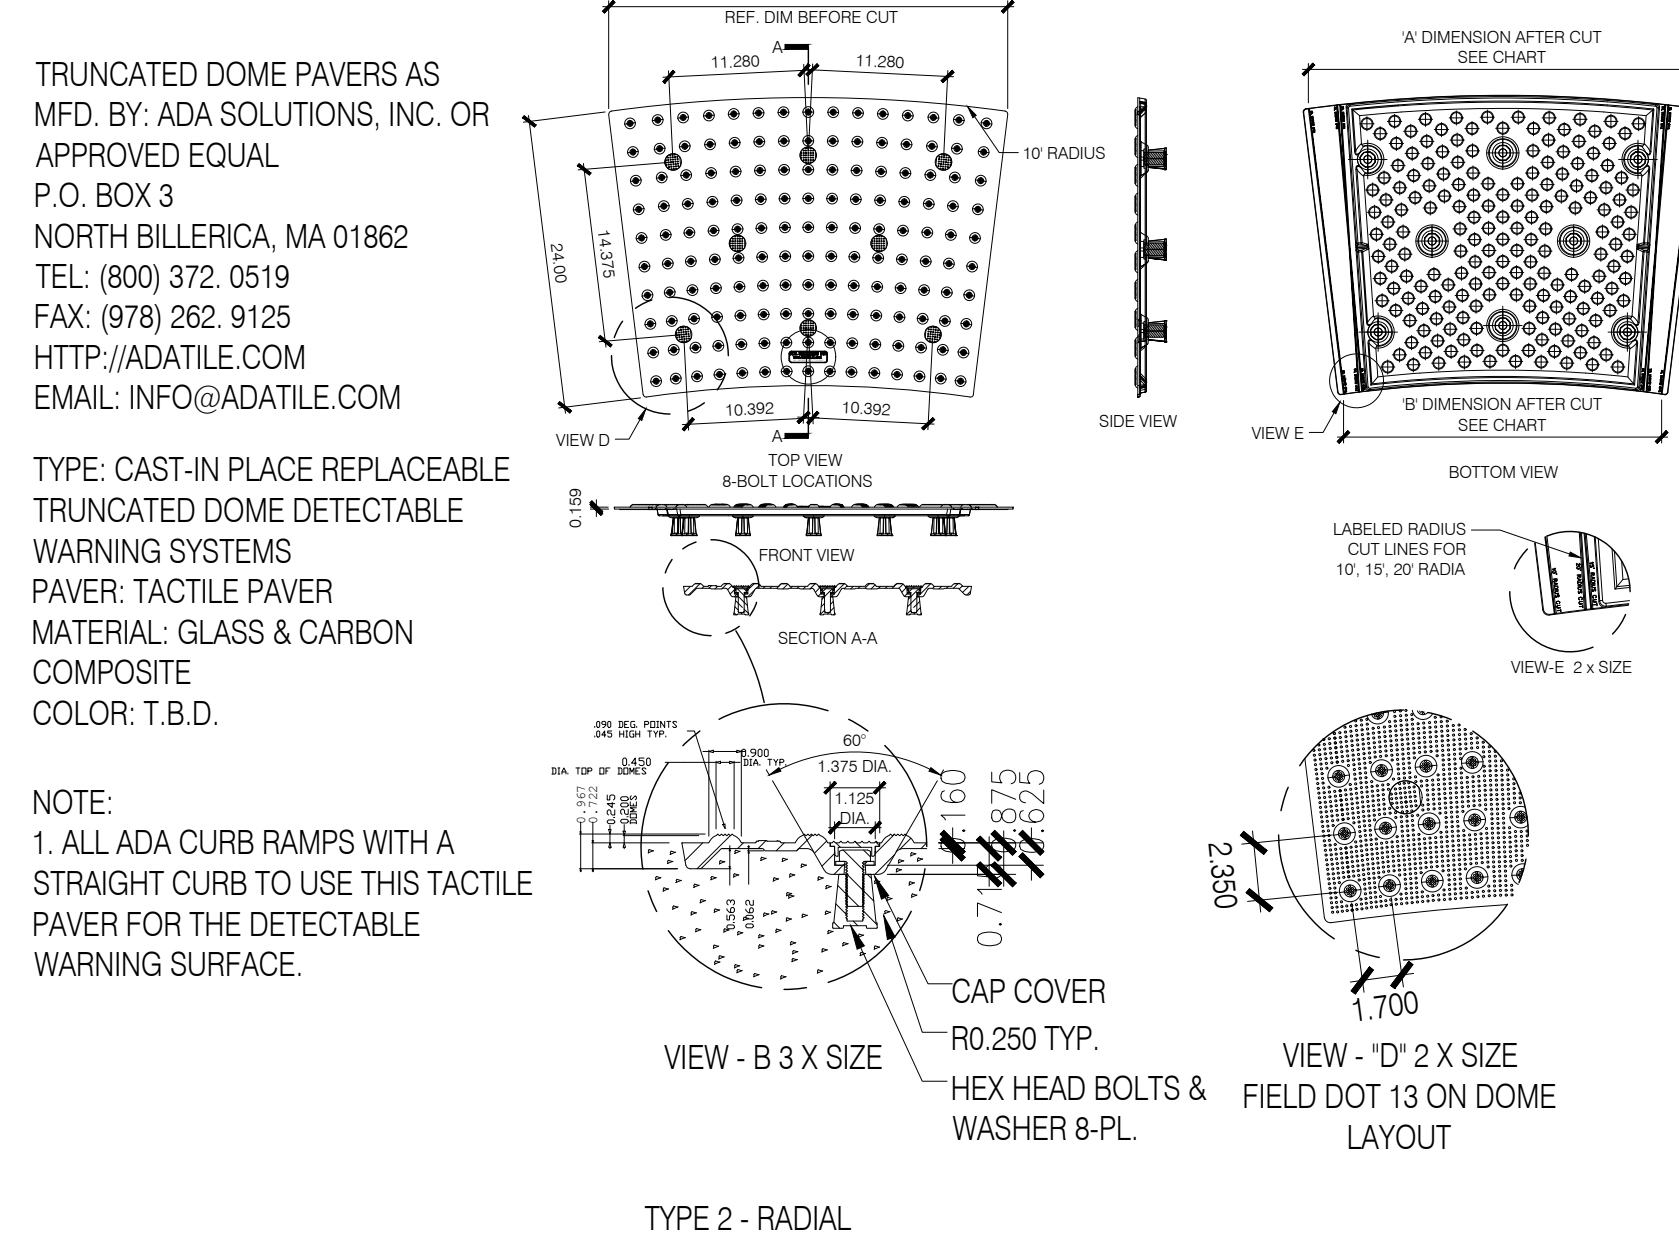 TRUNCATED DOME PAVERS AS
MFD. BY: ADA SOLUTIONS, INC. OR
APPROVED EQUAL
P.O. BOX 3
NORTH BILLERICA, MA 01862
TEL: (800) 372. 0519
FAX: (978) 262. 9125
HTTP://ADATILE.COM
EMAIL: INFO@ADATILE.COM
TYPE: CAST-IN PLACE REPLACEABLE
TRUNCATED DOME DETECTABLE
WARNING SYSTEMS
PAVER: TACTILE PAVER
MATERIAL: GLASS & CARBON
COMPOSITE
COLOR: T.B.D.
NOTE:
1. ALL ADA CURB RAMPS WITH A
STRAIGHT CURB TO USE THIS TACTILE
PAVER FOR THE DETECTABLE
WARNING SURFACE.
REF. DIM BEFORE CUT
A
11.280
11.280
10' RADIUS
24.00
14.375
10.392
10.392
VIEW D
A
TOP VIEW
8-BOLT LOCATIONS
SIDE VIEW
'A' DIMENSION AFTER CUT
SEE CHART
'B' DIMENSION AFTER CUT
SEE CHART
VIEW E
BOTTOM VIEW
0.159
FRONT VIEW
SECTION A-A
LABELED RADIUS
CUT LINES FOR
10', 15', 20' RADIA
VIEW-E 2 x SIZE
.090 DEG. POINTS
.045 HIGH TYP.
0.450
DIA. TOP OF DOMES
0.900
DIA. TYP.
60°
1.375 DIA.
1.125
DIA.
0.967
0.722
0.245
0.200
DOMES
0.563
0.062
0.160
0.875
0.625
CAP COVER
R0.250 TYP.
HEX HEAD BOLTS &
WASHER 8-PL.
VIEW - B 3 X SIZE
2.350
1.700
VIEW - "D" 2 X SIZE
FIELD DOT 13 ON DOME
LAYOUT
TYPE 2 - RADIAL